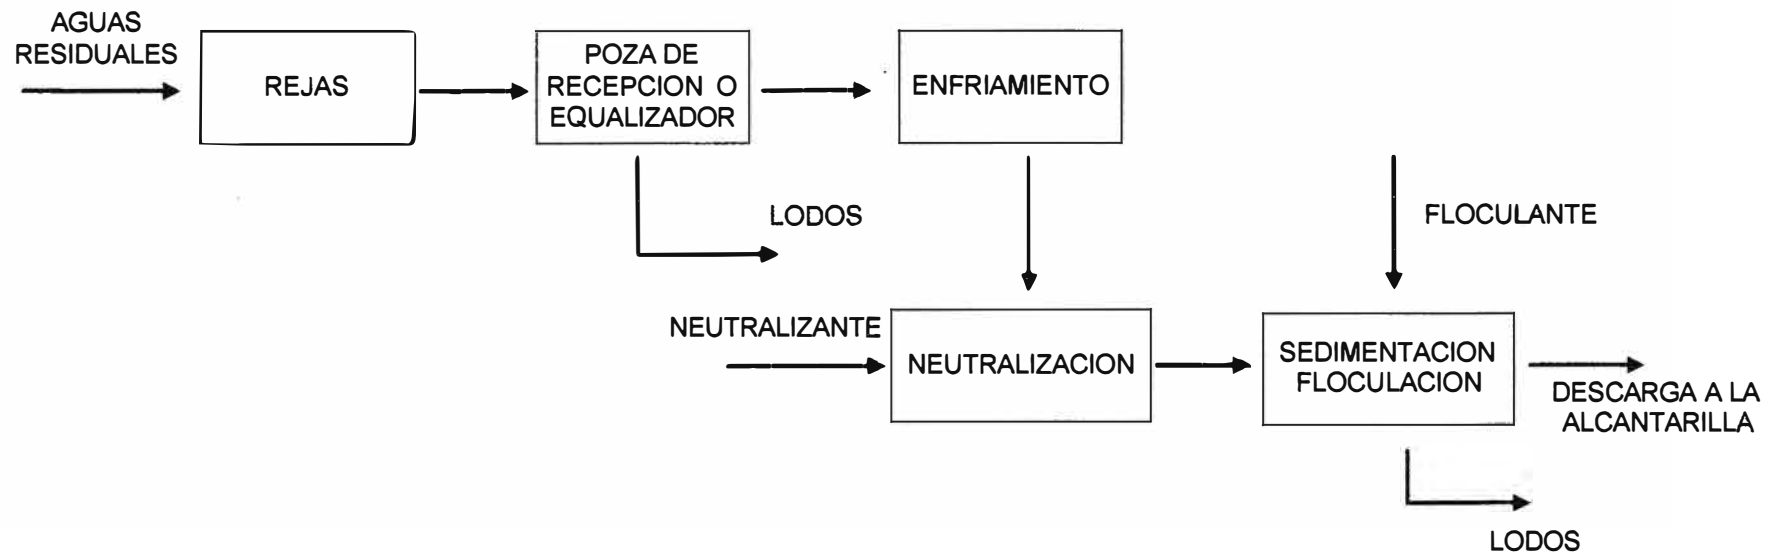 AGUAS
RESIDUALES
REJAS
POZA DE
RECEPCION O
EQUALIZADOR
ENFRIAMIENTO
LODOS
FLOCULANTE
NEUTRALIZANTE
NEUTRALIZACION
SEDIMENTACION
FLOCULACION
DESCARGA A LA
ALCANTARILLA
LODOS